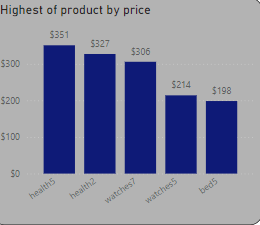 Highest of product by price
$351
$327
$306
$214
$198
$300
$200
$100
$0
health5
health2
watches7
watches5
bed5